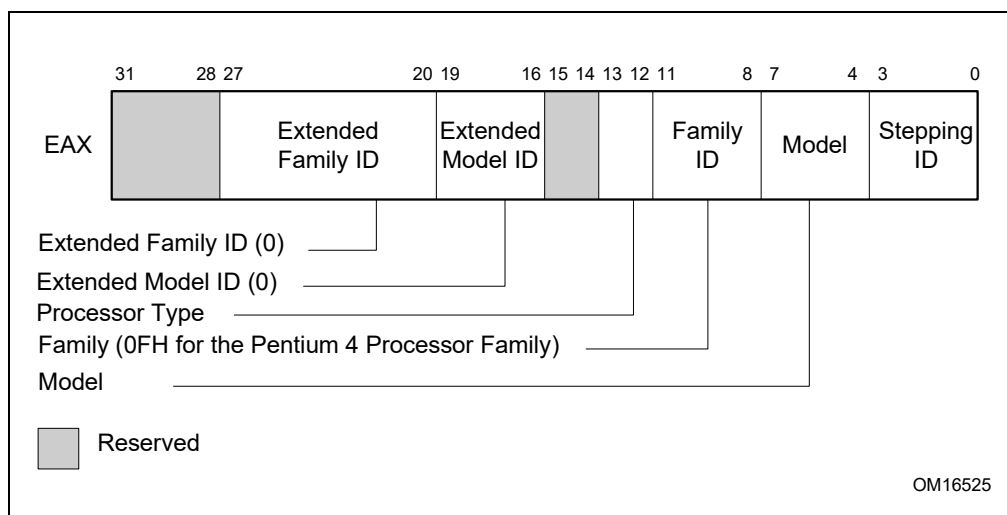 31 28 27 20 19 16 15 14 13 12 11 8 7 4 3 0
EAX
Extended Family ID
Extended Model ID
Family ID
Model
Stepping ID
Extended Family ID (0)
Extended Model ID (0)
Processor Type
Family (0FH for the Pentium 4 Processor Family)
Model
Reserved
OM16525